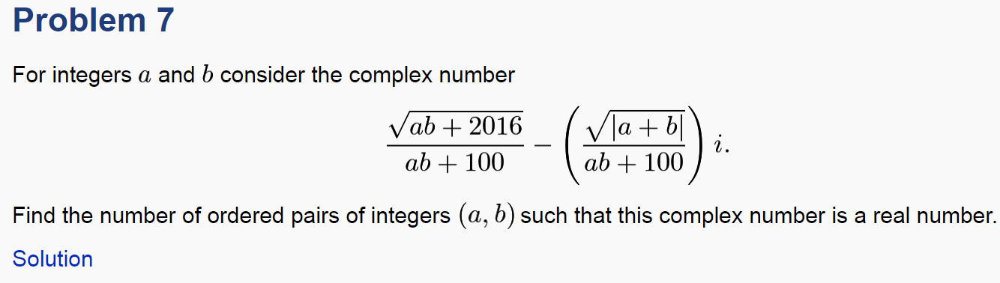 Problem 7
For integers a and b consider the complex number
\frac{\sqrt{ab + 2016}}{ab + 100} - \left( \frac{\sqrt{|a + b|}}{ab + 100} \right) i.
Find the number of ordered pairs of integers (a, b) such that this complex number is a real number.
Solution